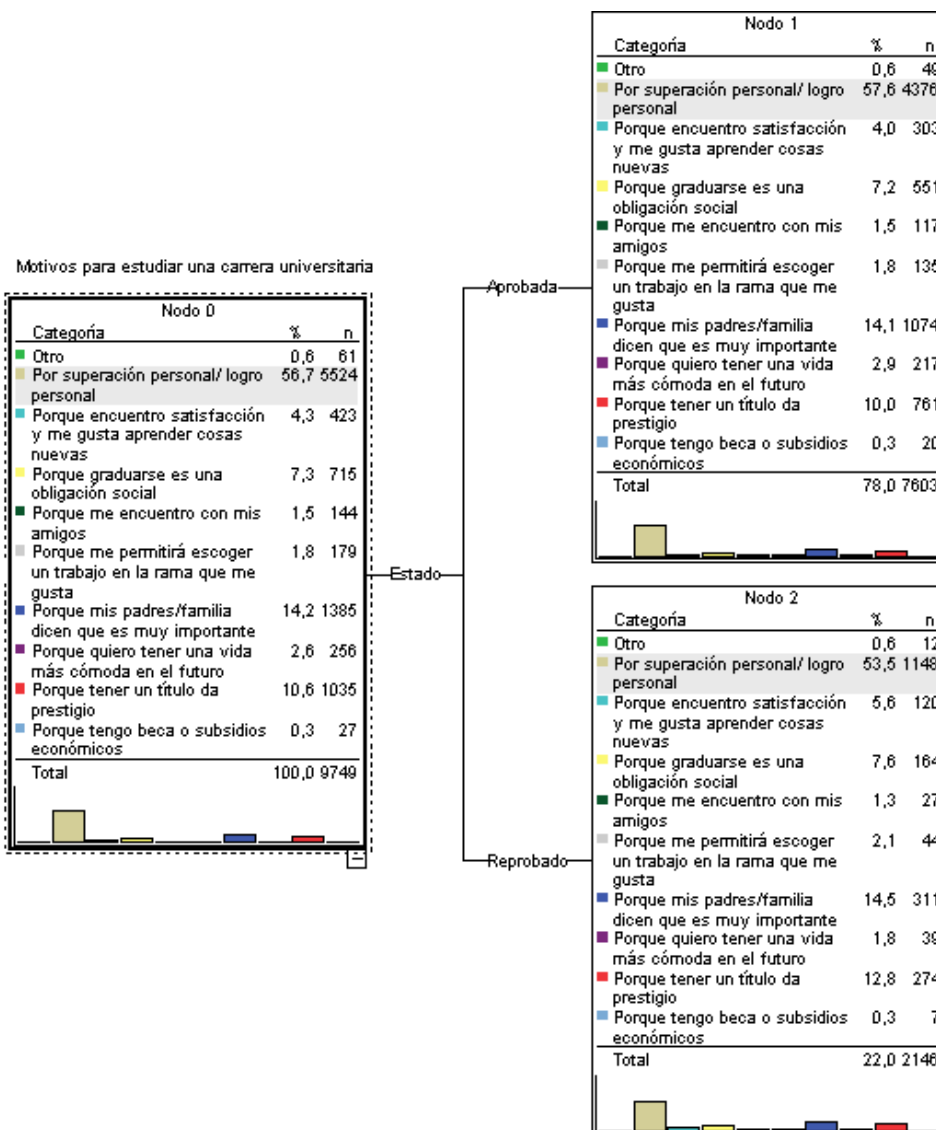 Motivos para estudiar una carrera universitaria
Nodo 0
Categoría % n
Otro 0,6 61
Por superación personal/ logro 56,7 5524
personal
Porque encuentro satisfacción 4,3 423
y me gusta aprender cosas
nuevas
Porque graduarse es una 7,3 715
obligación social
Porque me encuentro con mis 1,5 144
amigos
Porque me permitirá escoger 1,8 179
un trabajo en la rama que me
gusta
Porque mis padres/familia 14,2 1385
dicen que es muy importante
Porque quiero tener una vida 2,6 256
más cómoda en el futuro
Porque tener un título da 10,6 1035
prestigio
Porque tengo beca o subsidios 0,3 27
económicos
Total 100,0 9749
Estado
Aprobada
Nodo 1
Categoría % n
Otro 0,6 49
Por superación personal/ logro 57,6 4376
personal
Porque encuentro satisfacción 4,0 303
y me gusta aprender cosas
nuevas
Porque graduarse es una 7,2 551
obligación social
Porque me encuentro con mis 1,5 117
amigos
Porque me permitirá escoger 1,8 135
un trabajo en la rama que me
gusta
Porque mis padres/familia 14,1 1074
dicen que es muy importante
Porque quiero tener una vida 2,9 217
más cómoda en el futuro
Porque tener un título da 10,0 761
prestigio
Porque tengo beca o subsidios 0,3 20
económicos
Total 78,0 7603
Reprobado
Nodo 2
Categoría % n
Otro 0,6 12
Por superación personal/ logro 53,5 1148
personal
Porque encuentro satisfacción 5,6 120
y me gusta aprender cosas
nuevas
Porque graduarse es una 7,6 164
obligación social
Porque me encuentro con mis 1,3 27
amigos
Porque me permitirá escoger 2,1 44
un trabajo en la rama que me
gusta
Porque mis padres/familia 14,5 311
dicen que es muy importante
Porque quiero tener una vida 1,8 39
más cómoda en el futuro
Porque tener un título da 12,8 274
prestigio
Porque tengo beca o subsidios 0,3 7
económicos
Total 22,0 2146